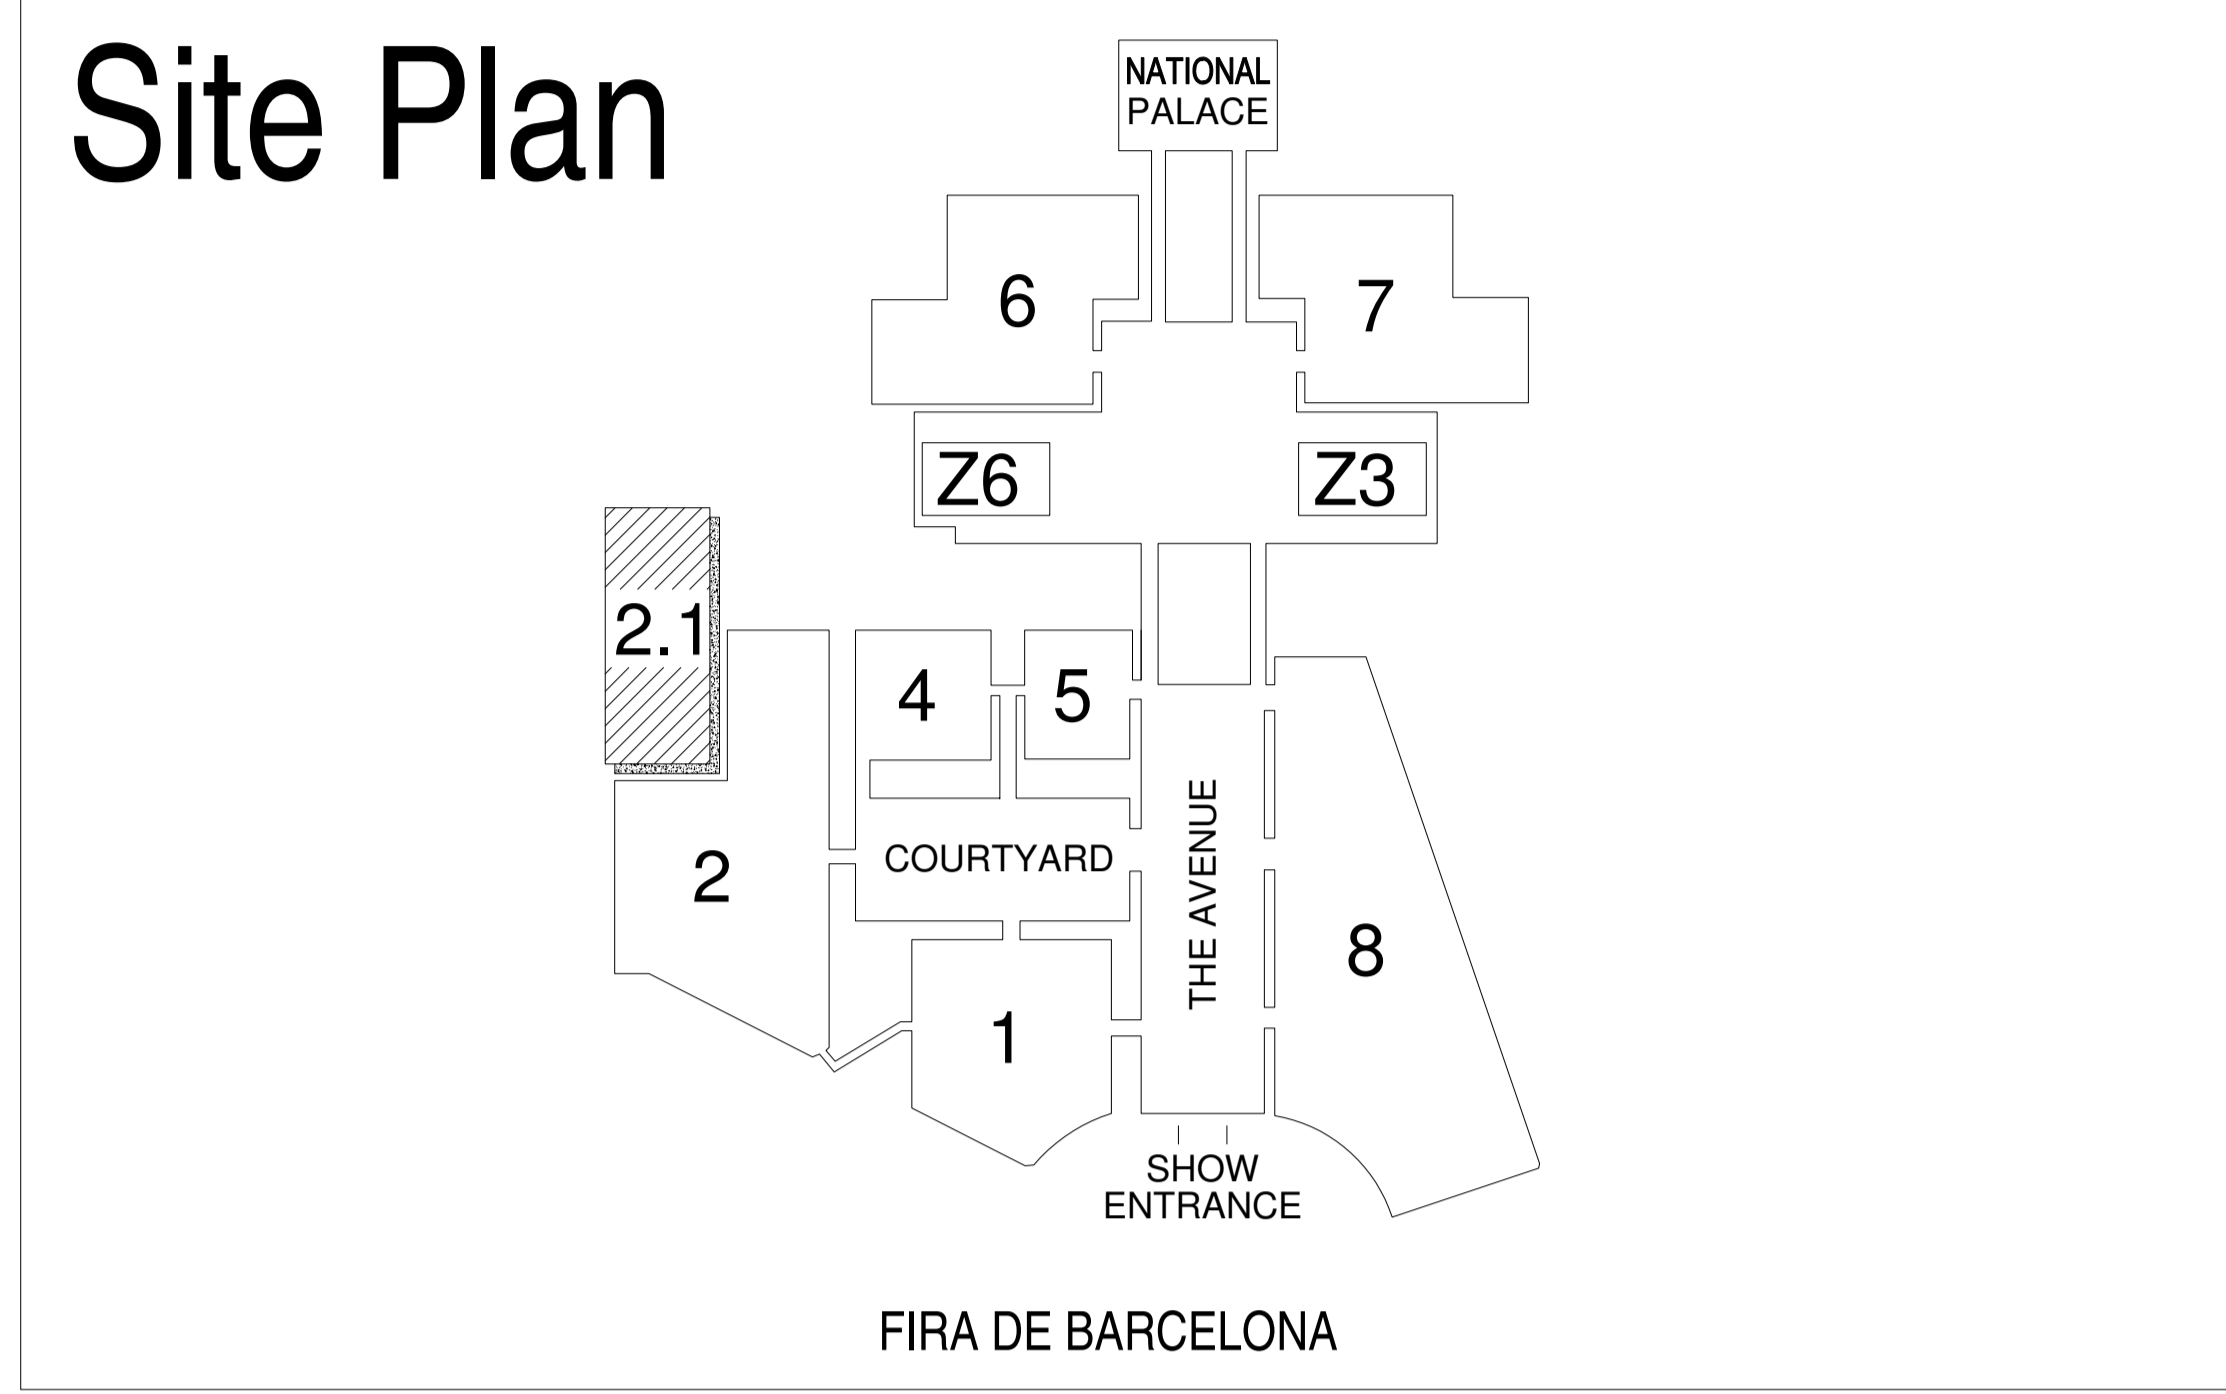 Site Plan
NATIONAL
PALACE
6
7
Z6
Z3
2.1
4
5
2
COURTYARD
THE AVENUE
8
1
SHOW
ENTRANCE
FIRA DE BARCELONA